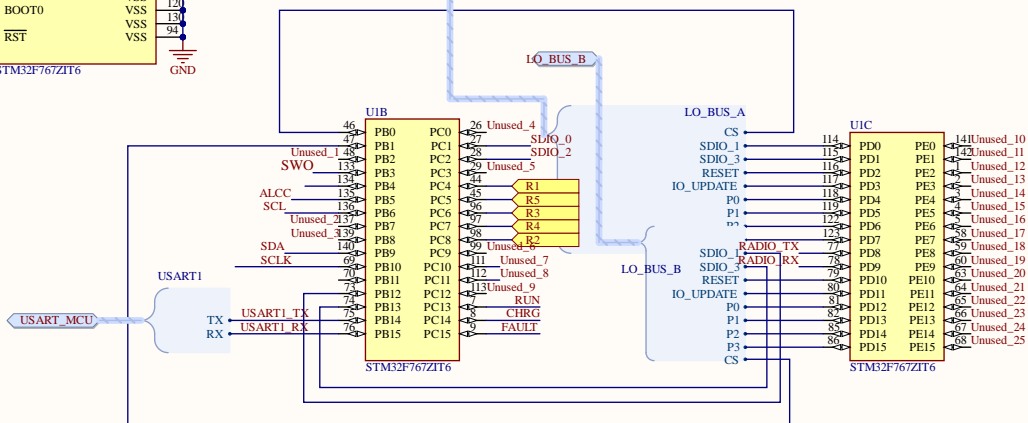 120
BOOT0 VSS
130
VSS
94
RST VSS
STM32F767ZIT6
GND
LO_BUS_B
U1B
LO_BUS_A
U1C
46 PB0 PC0 26 Unused_4
CS
114 PD0 PE0 141 Unused_10
47 PB1 PC1 27 SDIO_0
SDIO_1
115 PD1 PE1 142 Unused_11
Unused_1 48 PB2 PC2 28 SDIO_2
SDIO_3
116 PD2 PE2 1 Unused_12
SWO 133 PB3 PC3 29 Unused_5
RESET
117 PD3 PE3 2 Unused_13
134 PB4 PC4 44 R1
IO_UPDATE
118 PD4 PE4 3 Unused_14
ALCC 135 PB5 PC5 45 R5
P0
119 PD5 PE5 4 Unused_15
SCL 136 PB6 PC6 96 R3
P1
122 PD6 PE6 5 Unused_16
Unused_2 137 PB7 PC7 97 R4
P2
123 PD7 PE7 58 Unused_17
Unused_3 139 PB8 PC8 98 R2
RADIO_TX 77 PD8 PE8 59 Unused_18
SDA 140 PB9 PC9 99 Unused_6
SDIO_1
RADIO_RX 78 PD9 PE9 60 Unused_19
SCLK 69 PB10 PC10 111 Unused_7
LO_BUS_B
SDIO_3
79 PD10 PE10 63 Unused_20
USART1
70 PB11 PC11 112 Unused_8
RESET
80 PD11 PE11 64 Unused_21
73 PB12 PC12 113 Unused_9
IO_UPDATE
81 PD12 PE12 65 Unused_22
74 PB13 PC13 7 RUN
P0
82 PD13 PE13 66 Unused_23
USART_MCU
TX USART1_TX 75 PB14 PC14 8 CHRG
P1
85 PD14 PE14 67 Unused_24
RX USART1_RX 76 PB15 PC15 9 FAULT
P2
86 PD15 PE15 68 Unused_25
P3
CS
STM32F767ZIT6
STM32F767ZIT6